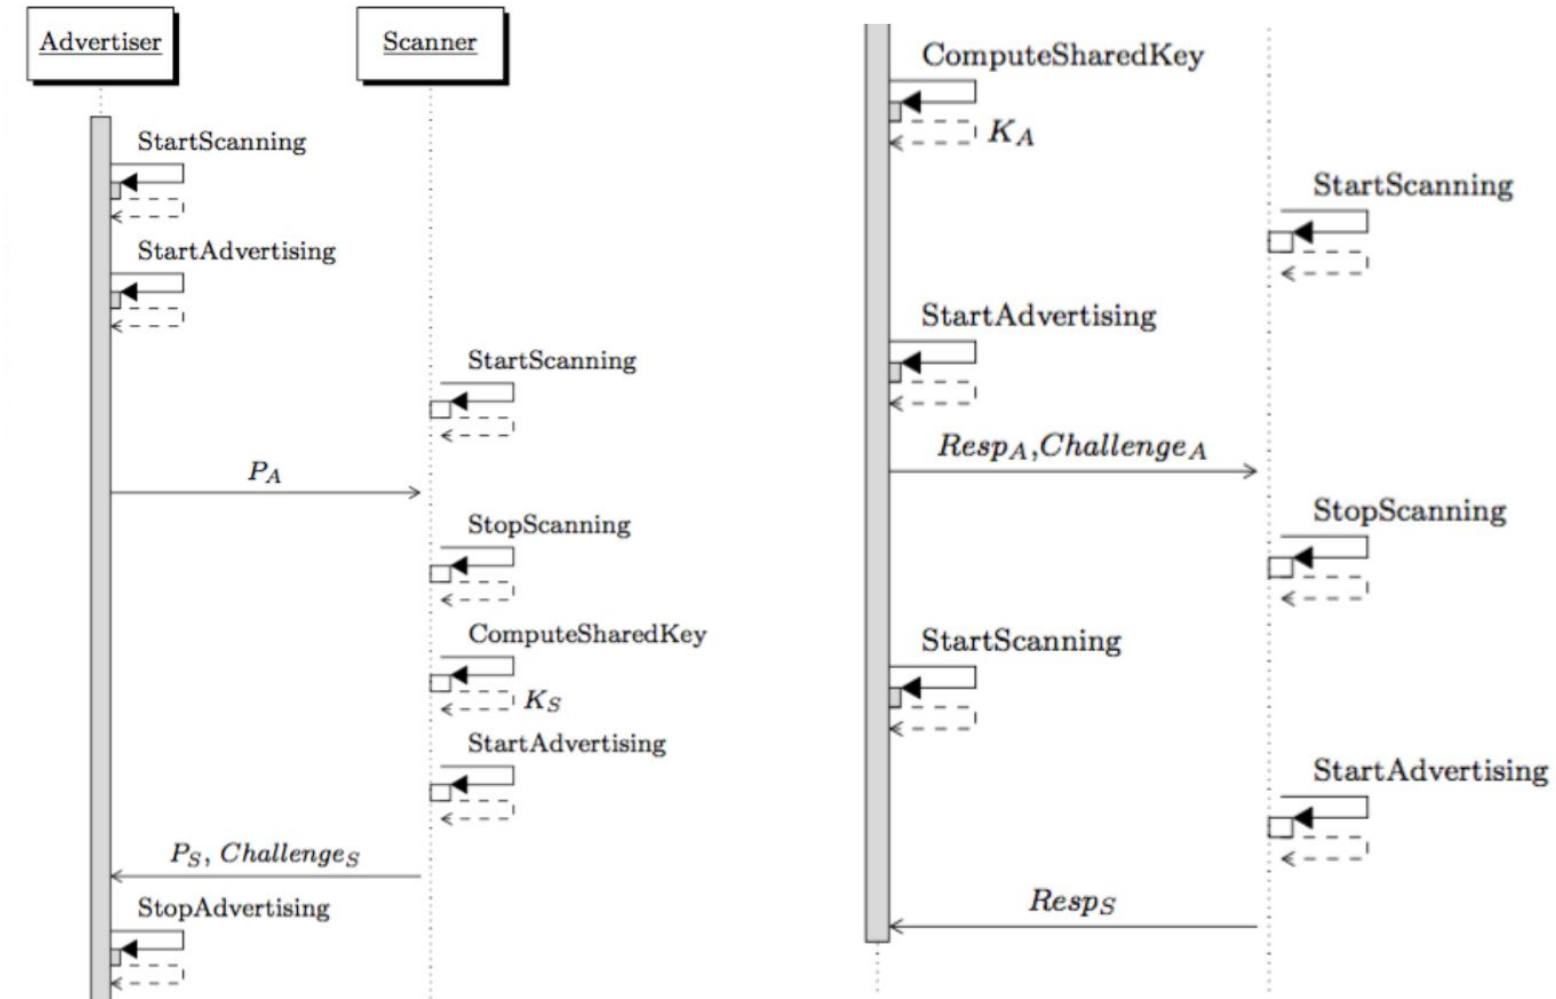 Advertiser
Scanner
StartScanning
StartAdvertising
StartScanning
P_A
StopScanning
ComputeSharedKey
K_S
StartAdvertising
P_S, Challenge_S
StopAdvertising
ComputeSharedKey
K_A
StartScanning
StartAdvertising
Resp_A,Challenge_A
StopScanning
StartScanning
StartAdvertising
Resp_S